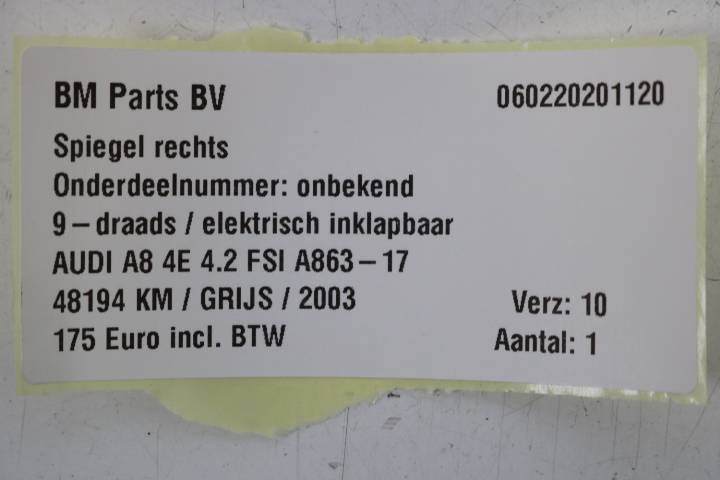 BM Parts BV 060220201120
Spiegel rechts
Onderdeelnummer: onbekend
9-draads / elektrisch inklapbaar
AUDI A8 4E 4.2 FSI A863-17
48194 KM / GRIJS / 2003 Verz: 10
175 Euro incl. BTW Aantal: 1